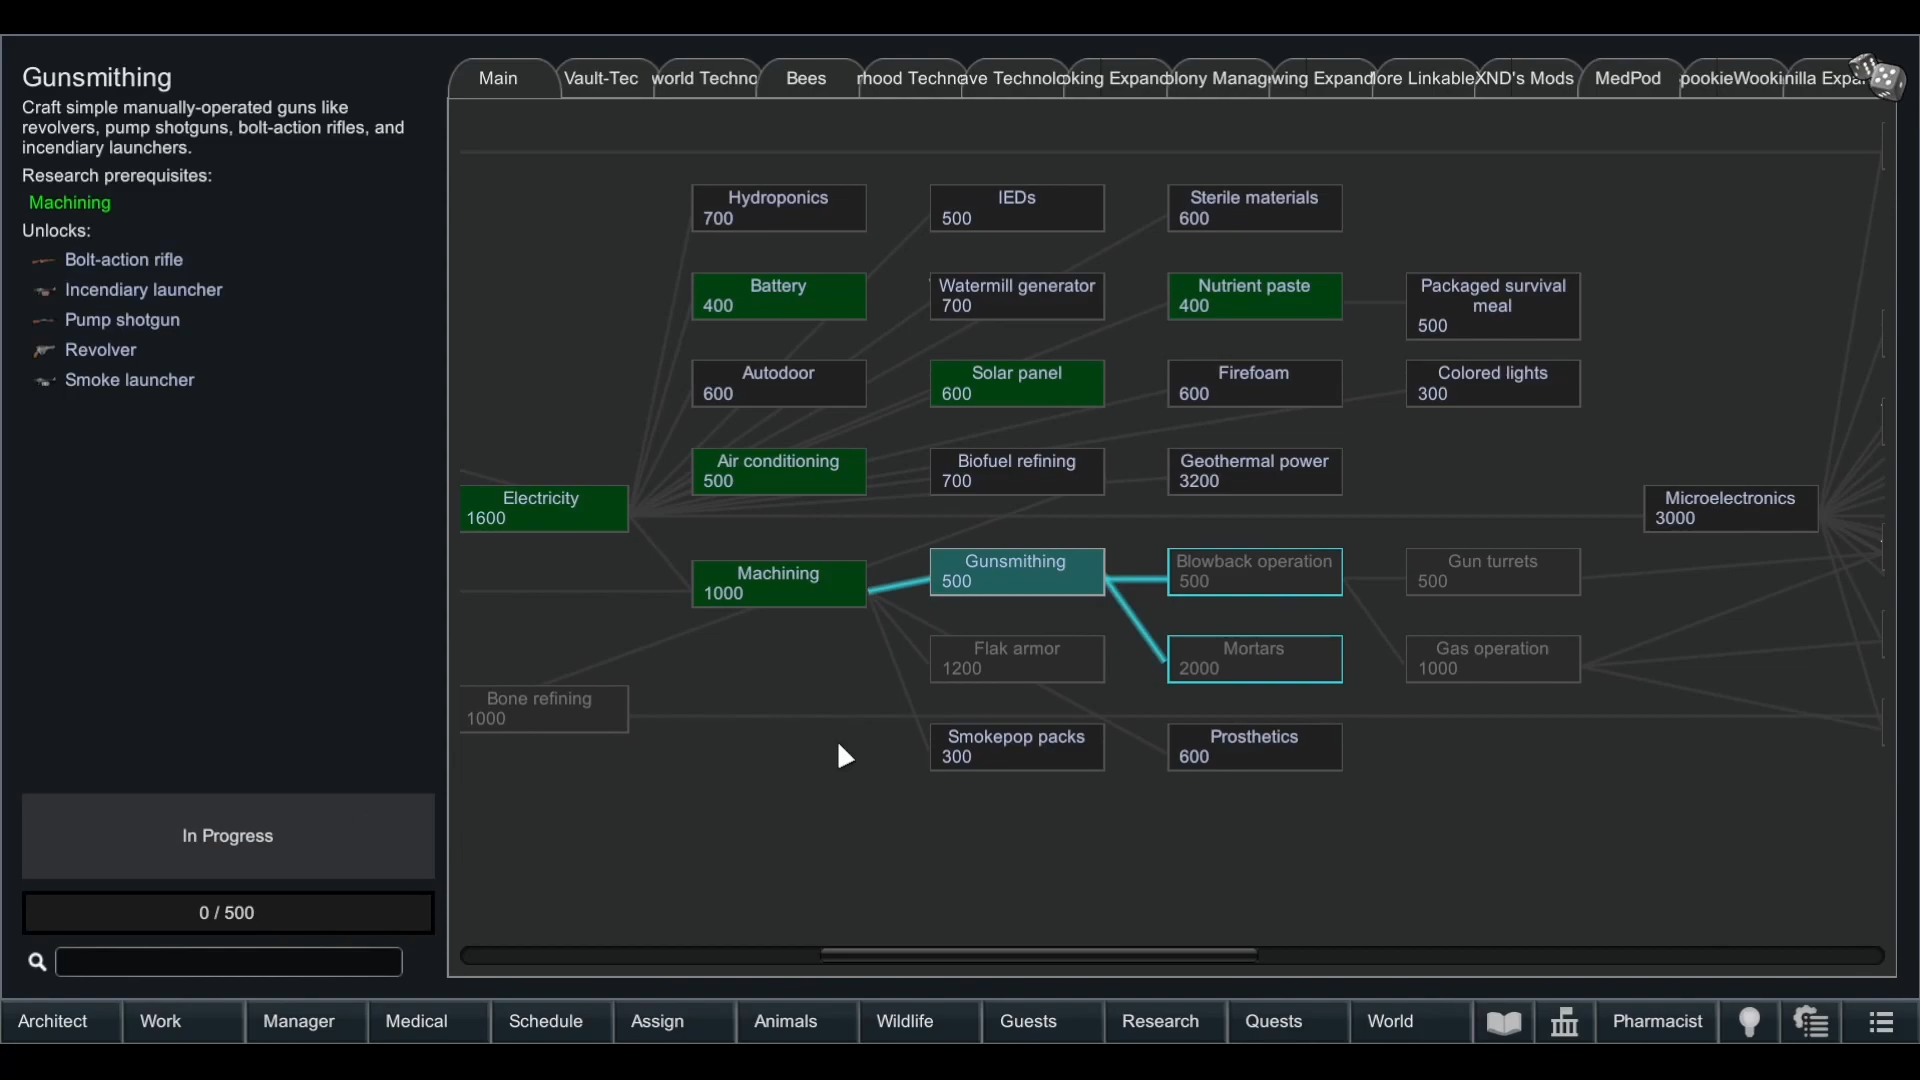 Gunsmithing
Craft simple manually-operated guns like
revolvers, pump shotguns, bolt-action rifles, and
incendiary launchers.
Research prerequisites:
Machining
Unlocks:
Bolt-action rifle
Incendiary launcher
Pump shotgun
Revolver
Smoke launcher
In Progress
0 / 500
Main
Vault-Tec
world Techno
Bees
rhood Techno
ave Technolo
oking Expand
olony Manag
wing Expand
lore Linkable
XND's Mods
MedPod
pookieWooki
nilla Expa
Hydroponics
700
IEDs
500
Sterile materials
600
Battery
400
Watermill generator
700
Nutrient paste
400
Packaged survival
meal
500
Autodoor
600
Solar panel
600
Firefoam
600
Colored lights
300
Air conditioning
500
Biofuel refining
700
Geothermal power
3200
Electricity
1600
Microelectronics
3000
Machining
1000
Gunsmithing
500
Blowback operation
500
Gun turrets
500
Flak armor
1200
Mortars
2000
Gas operation
1000
Bone refining
1000
Smokepop packs
300
Prosthetics
600
Architect
Work
Manager
Medical
Schedule
Assign
Animals
Wildlife
Guests
Research
Quests
World
Pharmacist